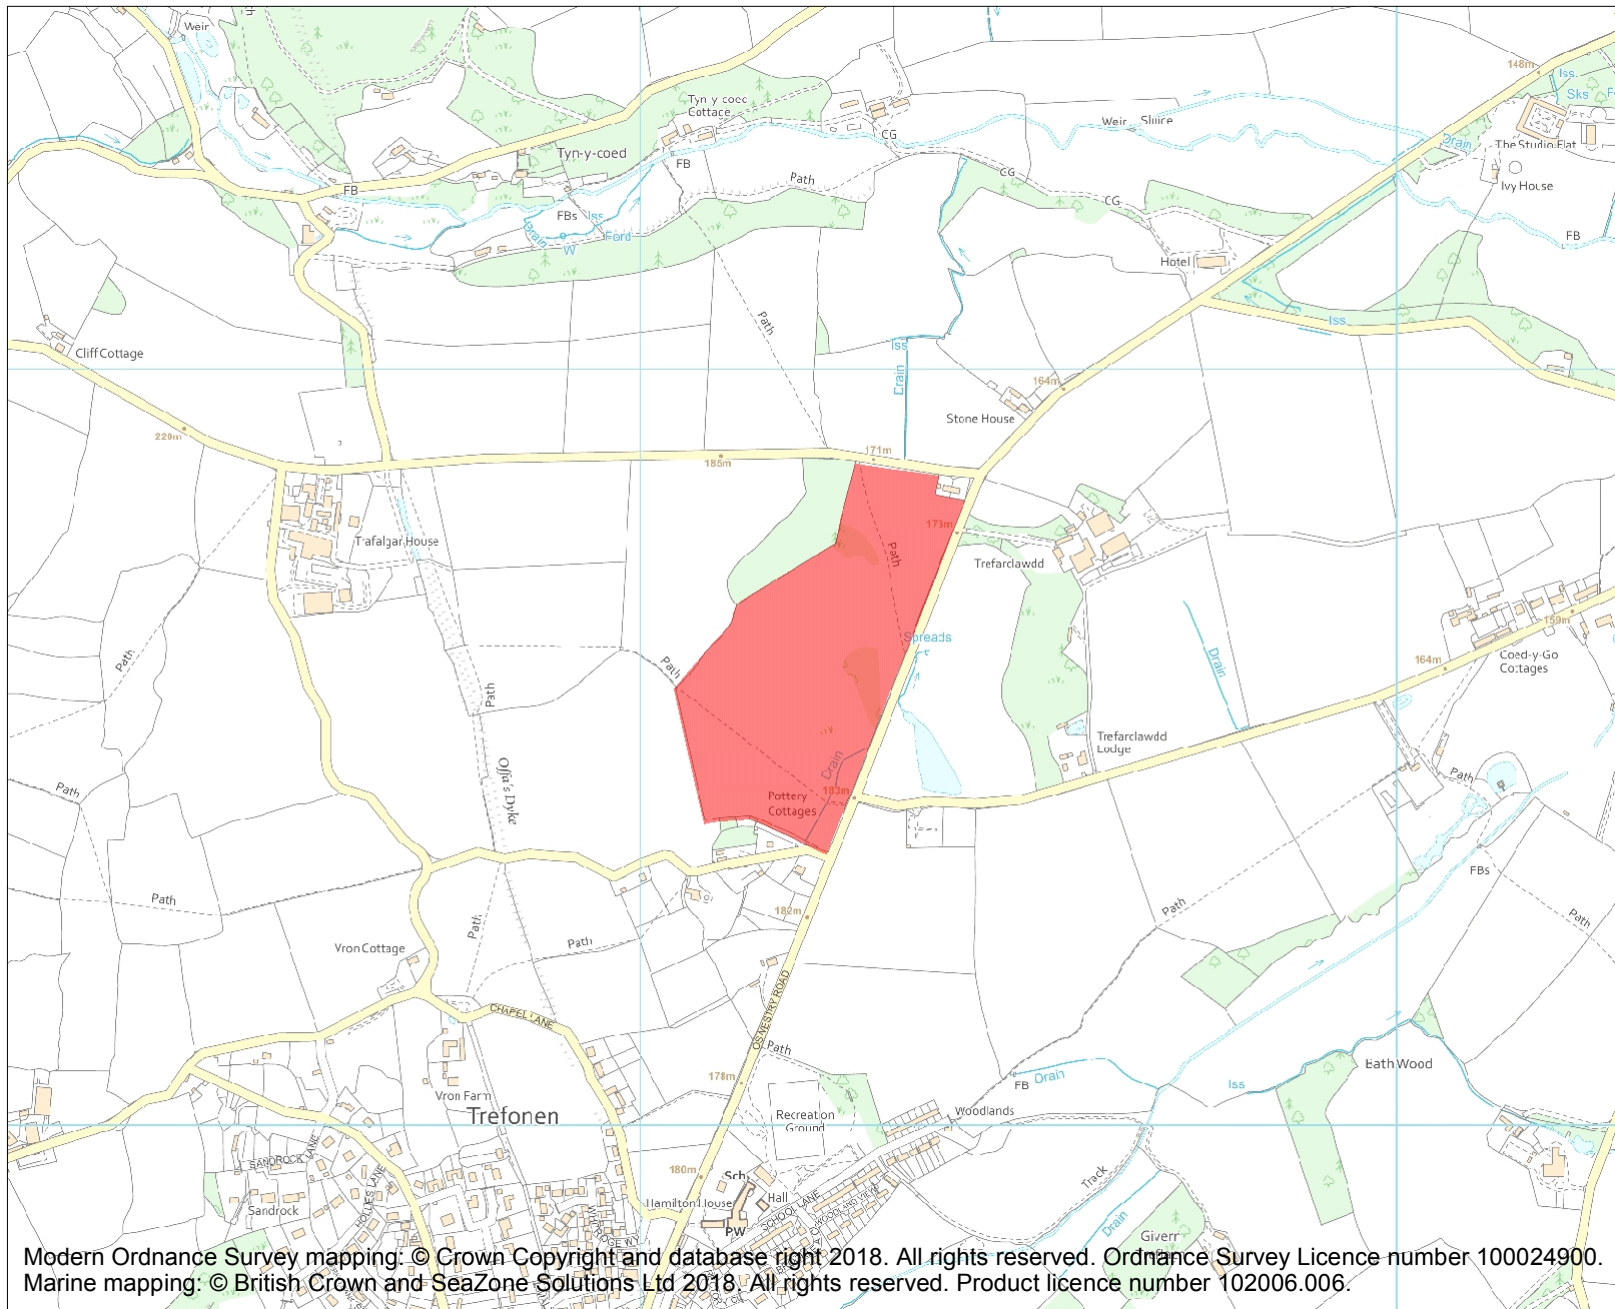 Weir
148m
Iss
Sks
Tyn-y-coed
Cottage
CG
Weir
Sluice
Drain
The Studio Flat
Tyn-y-coed
FB
CG
Ivy House
FB
Path
CG
FBs
Iss
Drain
Ford
W
FB
Hotel
Path
Iss
Iss
Cliff Cottage
Drain
164m
Stone House
220m
171m
185m
173m
Trafalgar House
Path
Trefarclawdd
Spreads
159m
Coed-y-Go
Cottages
164m
Drain
Path
Path
Path
Trefarclawdd
Lodge
Offa's Dyke
Drain
183m
Pottery
Cottages
Path
Path
FBs
Path
182m
Path
Path
Path
Path
Vron Cottage
OSWESTRY ROAD
CHAPEL LANE
Path
178m
Drain
FB
Iss
Bath Wood
Vron Farm
Trefonen
Recreation
Ground
Woodlands
SANDROCK LANE
180m
Sch
Track
HOLLIES LANE
Hamilton House
Hall
SCHOOL LANE
Sandrock
PW
Drain
Modern Ordnance Survey mapping: © Crown Copyright and database right 2018. All rights reserved. Ordnance Survey Licence number 100024900.
Marine mapping: © British Crown and SeaZone Solutions Ltd 2018. All rights reserved. Product licence number 102006.006.